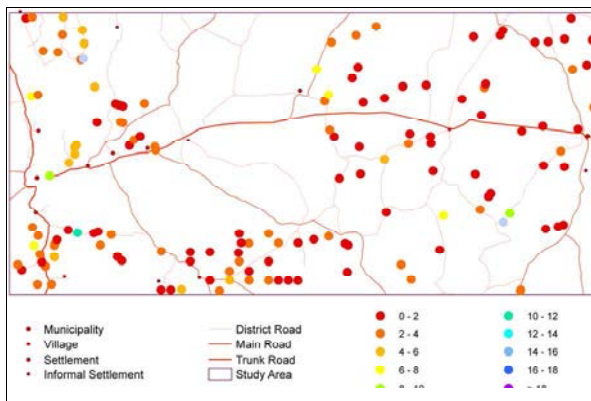 Municipality
Village
Settlement
Informal Settlement
District Road
Main Road
Trunk Road
Study Area
0 - 2
2 - 4
4 - 6
6 - 8
8 - 10
10 - 12
12 - 14
14 - 16
16 - 18
> 18